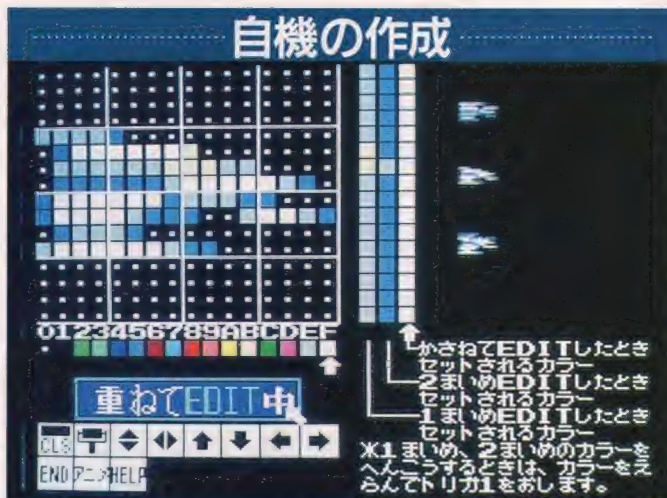 自機の作成
0123456789ABCDEF
重ねてEDIT中
CLS
END アニメ HELP
かさねてEDITしたとき
セットされるカラー
2まいめEDITしたとき
セットされるカラー
1まいめEDITしたとき
セットされるカラー
※1まいめ、2まいめのカラーを
へんこうするときは、カラーをえ
らんでトリガ1をおします。